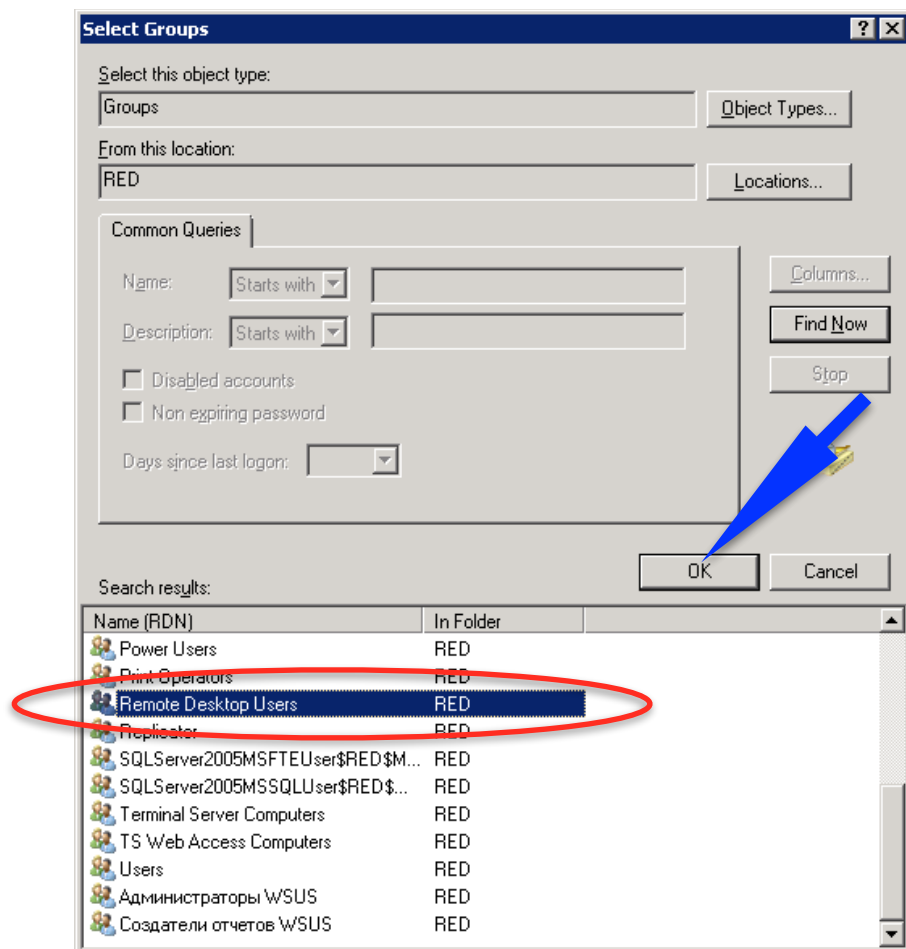 Select Groups
Select this object type:
Groups
Object Types...
From this location:
RED
Locations...
Common Queries
Name:
Starts with
Columns...
Description:
Starts with
Find Now
Disabled accounts
Stop
Non expiring password
Days since last logon:
OK
Cancel
Search results:
Name (RDN) In Folder
Power Users RED
Print Operators RED
Remote Desktop Users RED
Replicator RED
SQLServer2005MSFTEUser$RED$M... RED
SQLServer2005MSSQLUser$RED$... RED
Terminal Server Computers RED
TS Web Access Computers RED
Users RED
Администраторы WSUS RED
Создатели отчетов WSUS RED